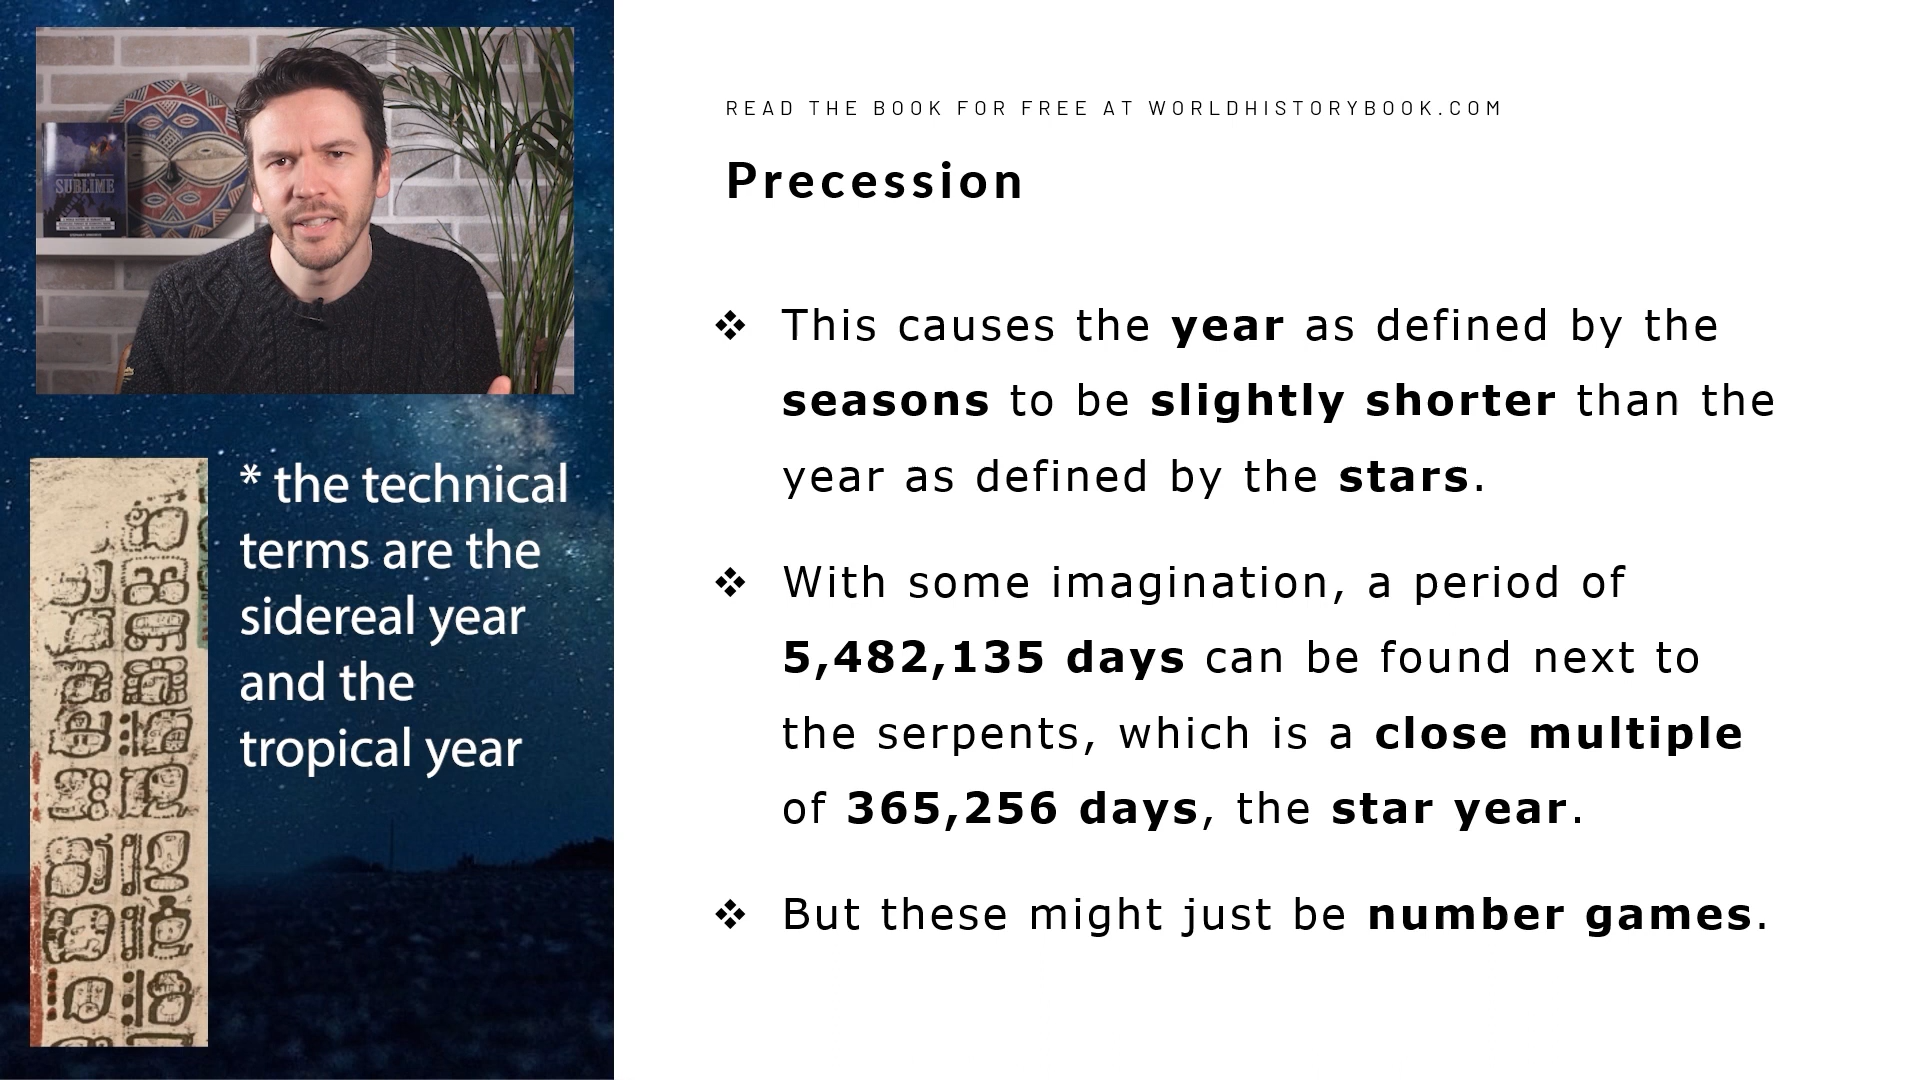 SUBLIME
* the technical
terms are the
sidereal year
and the
tropical year
READ THE BOOK FOR FREE AT WORLDHISTORYBOOK.COM
Precession
❖ This causes the year as defined by the
seasons to be slightly shorter than the
year as defined by the stars.
❖ With some imagination, a period of
5,482,135 days can be found next to
the serpents, which is a close multiple
of 365,256 days, the star year.
❖ But these might just be number games.